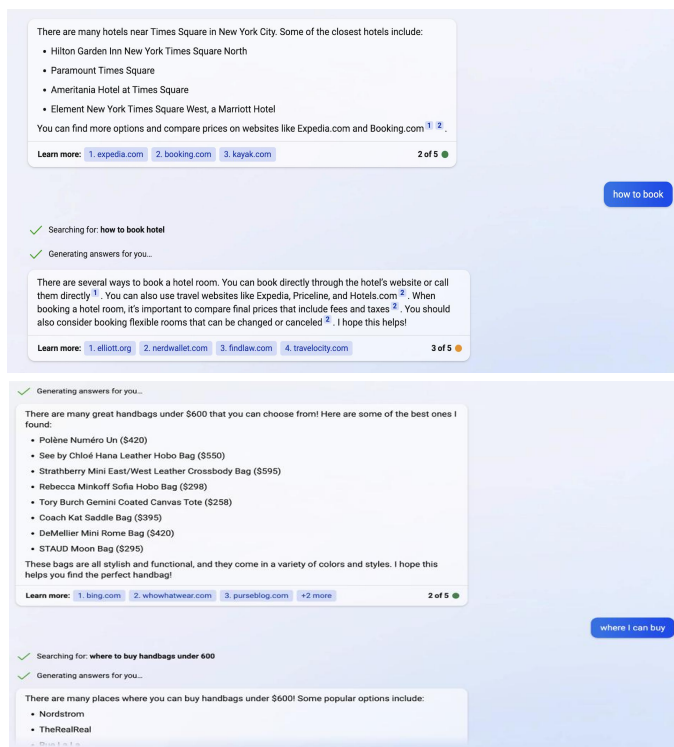 There are many hotels near Times Square in New York City. Some of the closest hotels include:
• Hilton Garden Inn New York Times Square North
• Paramount Times Square
• Ameritania Hotel at Times Square
• Element New York Times Square West, a Marriott Hotel
You can find more options and compare prices on websites like Expedia.com and Booking.com 1 2 .
Learn more: 1. expedia.com 2. booking.com 3. kayak.com 2 of 5
how to book
Searching for: how to book hotel
Generating answers for you…
There are several ways to book a hotel room. You can book directly through the hotel's website or call
them directly 1 . You can also use travel websites like Expedia, Priceline, and Hotels.com 2 . When
booking a hotel room, it's important to compare final prices that include fees and taxes 2 . You should
also consider booking flexible rooms that can be changed or canceled 2 . I hope this helps!
Learn more: 1. elliott.org 2. nerdwallet.com 3. findlaw.com 4. travelocity.com 3 of 5
Generating answers for you…
There are many great handbags under $600 that you can choose from! Here are some of the best ones I
found:
• Polène Numéro Un ($420)
• See by Chloé Hana Leather Hobo Bag ($550)
• Strathberry Mini East/West Leather Crossbody Bag ($595)
• Rebecca Minkoff Sofia Hobo Bag ($298)
• Tory Burch Gemini Coated Canvas Tote ($258)
• Coach Kat Saddle Bag ($395)
• DeMellier Mini Rome Bag ($420)
• STAUD Moon Bag ($295)
These bags are all stylish and functional, and they come in a variety of colors and styles. I hope this
helps you find the perfect handbag!
Learn more: 1. bing.com 2. whowhatwear.com 3. purseblog.com +2 more 2 of 5
where I can buy
Searching for: where to buy handbags under 600
Generating answers for you…
There are many places where you can buy handbags under $600! Some popular options include:
• Nordstrom
• TheRealReal